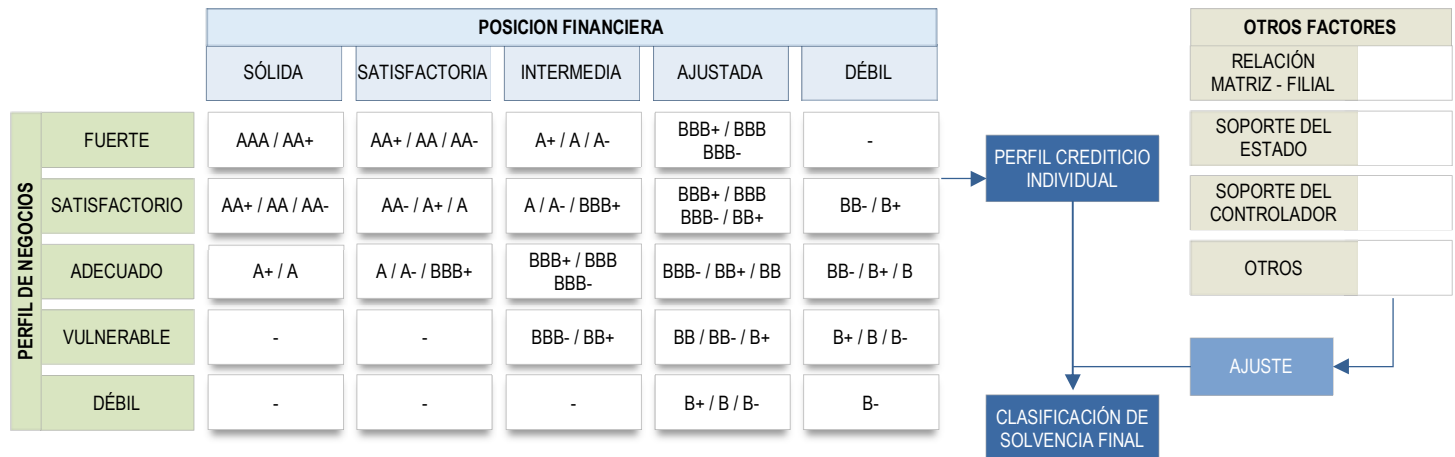 POSICION FINANCIERA
SÓLIDA
SATISFACTORIA
INTERMEDIA
AJUSTADA
DÉBIL
PERFIL DE NEGOCIOS
FUERTE
AAA / AA+
AA+ / AA / AA-
A+ / A / A-
BBB+ / BBB
BBB-
-
SATISFACTORIO
AA+ / AA / AA-
AA- / A+ / A
A / A- / BBB+
BBB+ / BBB
BBB- / BB+
BB- / B+
ADECUADO
A+ / A
A / A- / BBB+
BBB+ / BBB
BBB-
BBB- / BB+ / BB
BB- / B+ / B
VULNERABLE
-
-
BBB- / BB+
BB / BB- / B+
B+ / B / B-
DÉBIL
-
-
-
B+ / B / B-
B-
PERFIL CREDITICIO
INDIVIDUAL
CLASIFICACIÓN DE
SOLVENCIA FINAL
OTROS FACTORES
RELACIÓN
MATRIZ - FILIAL
SOPORTE DEL
ESTADO
SOPORTE DEL
CONTROLADOR
OTROS
AJUSTE